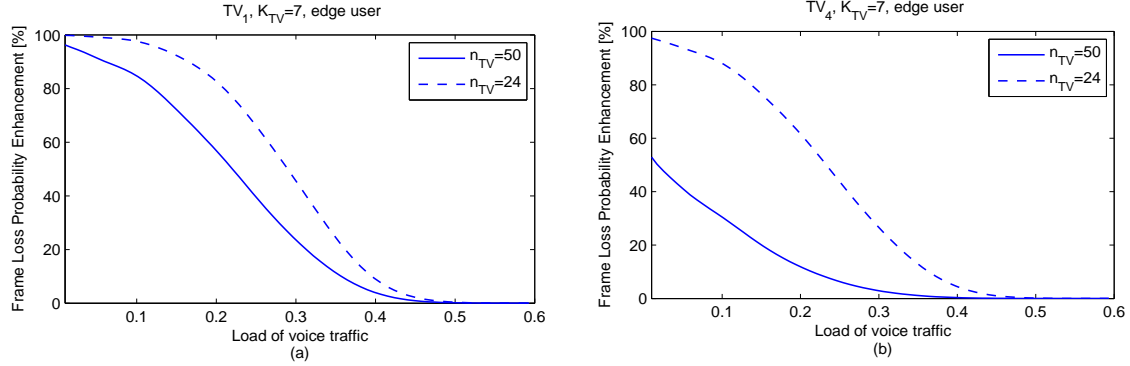 TV1, KTV=7, edge user
Frame Loss Probability Enhancement [%]
100
80
60
40
20
0
nTV=50
nTV=24
0.1 0.2 0.3 0.4 0.5 0.6
Load of voice traffic
(a)
TV4, KTV=7, edge user
Frame Loss Probability Enhancement [%]
100
80
60
40
20
0
nTV=50
nTV=24
0.1 0.2 0.3 0.4 0.5 0.6
Load of voice traffic
(b)